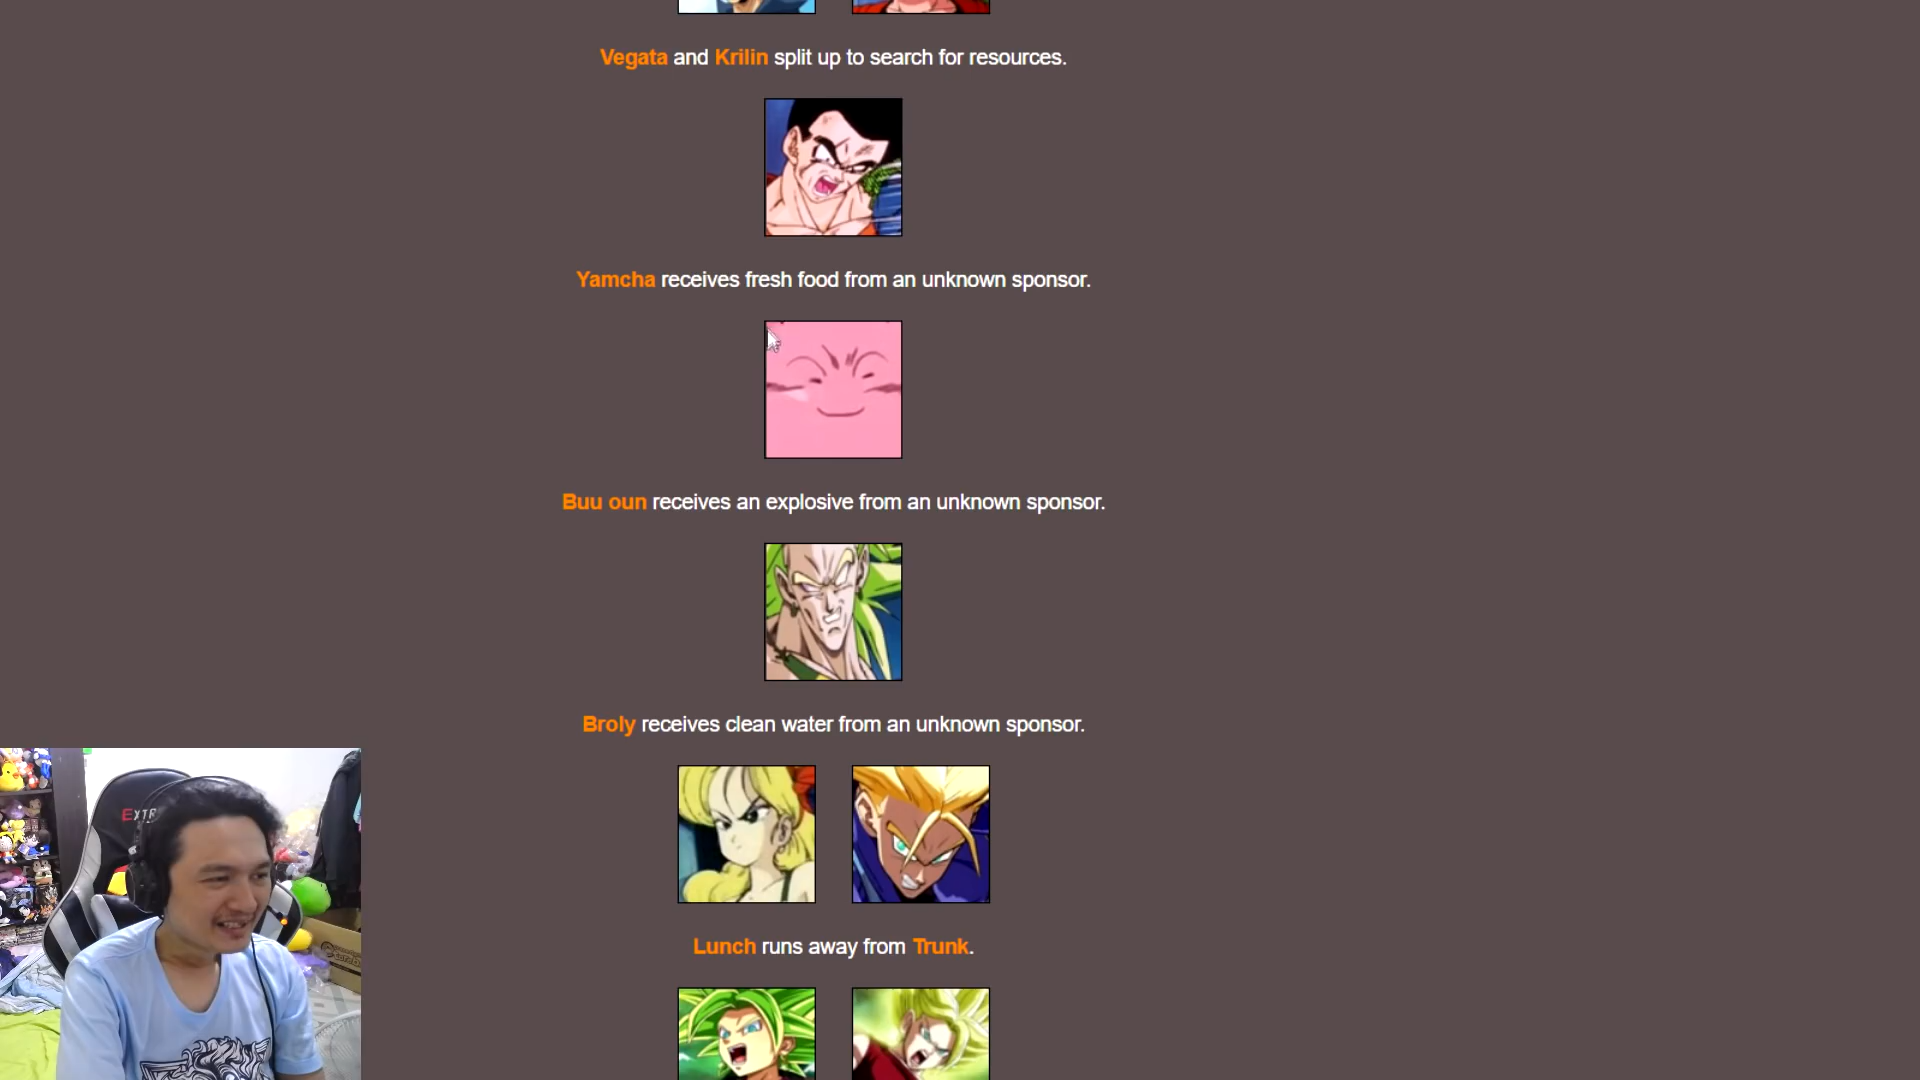 Vegata and Krilin split up to search for resources.
Yamcha receives fresh food from an unknown sponsor.
Buu oun receives an explosive from an unknown sponsor.
Broly receives clean water from an unknown sponsor.
EXTR
Lunch runs away from Trunk.